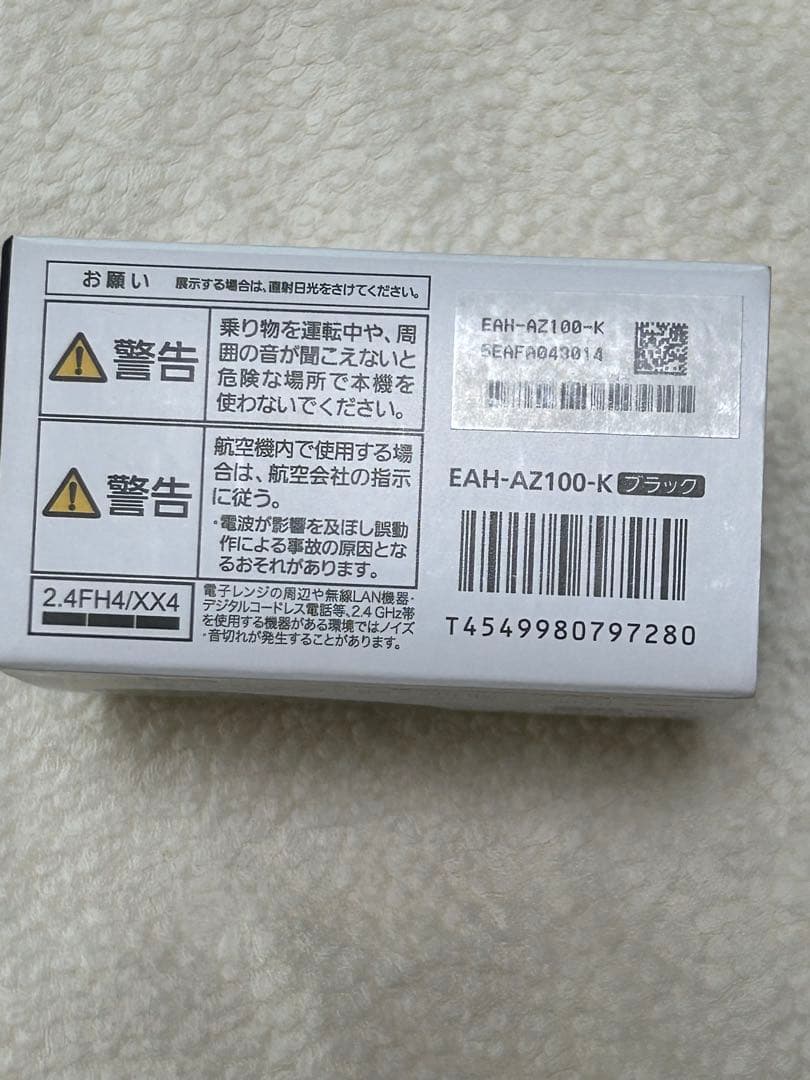 お願い 展示する場合は、直射日光をさけてください。
警告
乗り物を運転中や、周
囲の音が聞こえないと
危険な場所で本機を
使わないでください。
警告
航空機内で使用する場
合は、航空会社の指示
に従う。
・電波が影響を及ぼし誤動
作による事故の原因とな
るおそれがあります。
2.4FH4/XX4
電子レンジの周辺や無線LAN機器・
デジタルコードレス電話等、2.4 GHz帯
を使用する機器がある環境ではノイズ
・音切れが発生することがあります。
EAH-AZ100-K
5EAFA043014
EAH-AZ100-K ブラック
T4549980797280